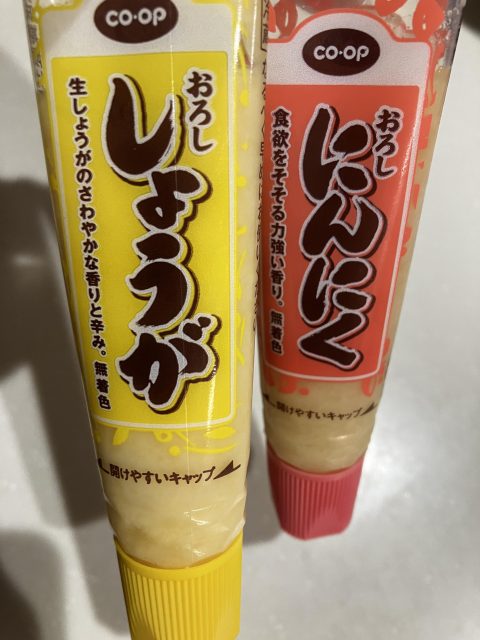 CO・OP
おろし
しょうが
生しょうがのさわやかな香りと辛み。無着色
開けやすいキャップ
CO・OP
おろし
にんにく
食欲をそそる力強い香り。無着色
開けやすいキャップ